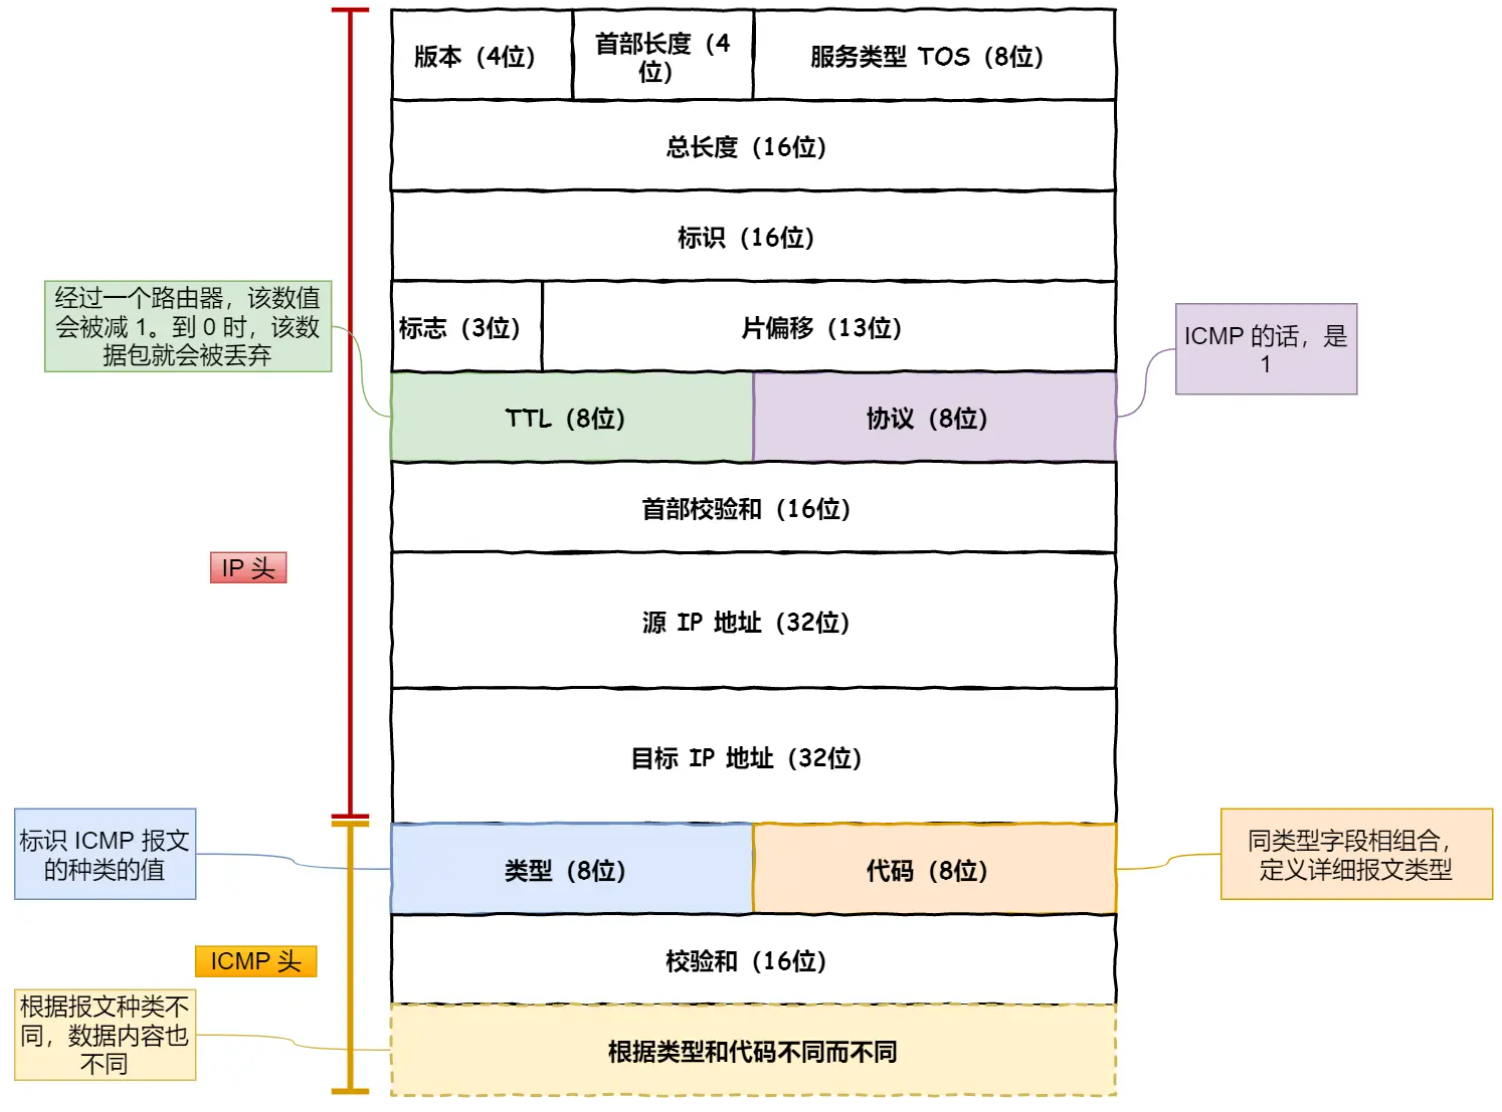 版本（4位）
首部长度（4
位）
服务类型 TOS（8位）
总长度（16位）
标识（16位）
经过一个路由器，该数值
会被减 1。到 0 时，该数
据包就会被丢弃
标志（3位）
片偏移（13位）
ICMP 的话，是
1
TTL（8位）
协议（8位）
首部校验和（16位）
IP 头
源 IP 地址（32位）
目标 IP 地址（32位）
标识 ICMP 报文
的种类的值
类型（8位）
代码（8位）
同类型字段相组合，
定义详细报文类型
ICMP 头
校验和（16位）
根据报文种类不
同，数据内容也
不同
根据类型和代码不同而不同